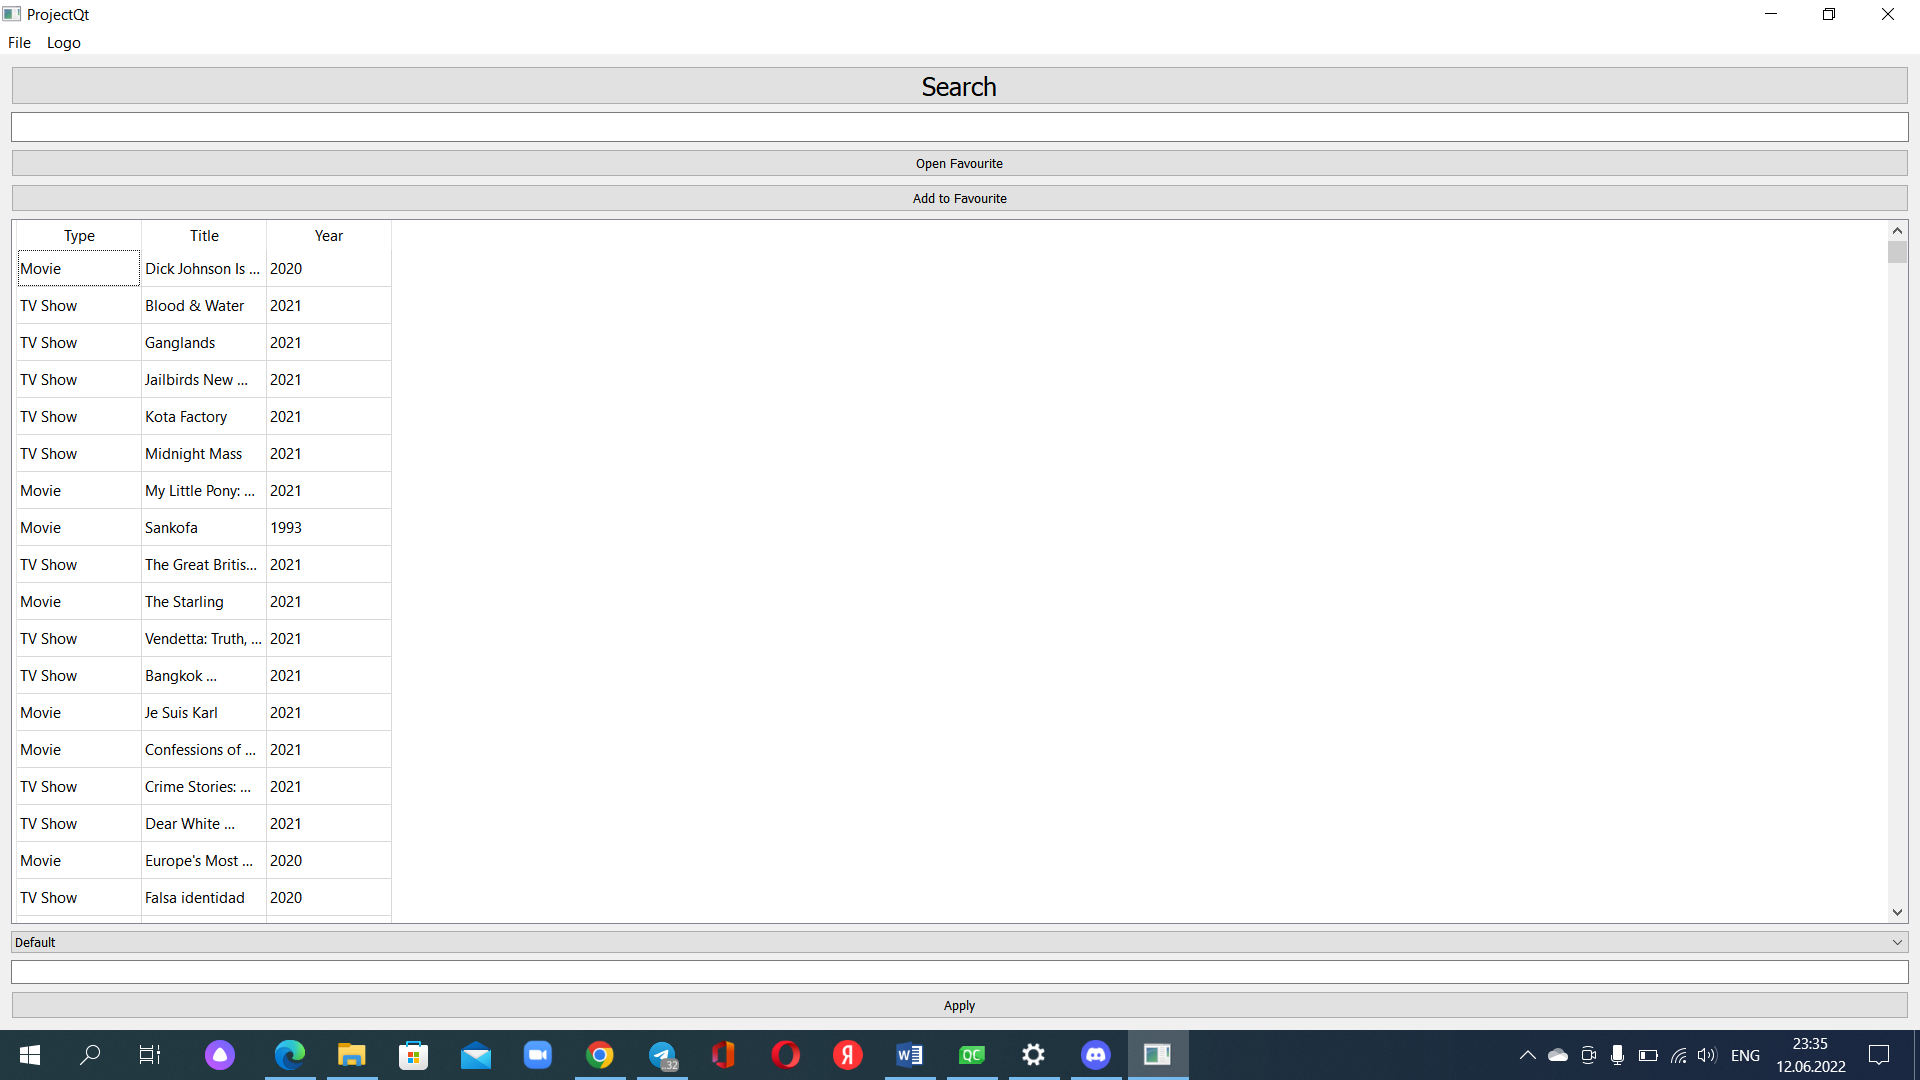 ProjectQt
File Logo
Search
Open Favourite
Add to Favourite
Type Title Year
Movie Dick Johnson Is ... 2020
TV Show Blood & Water 2021
TV Show Ganglands 2021
TV Show Jailbirds New ... 2021
TV Show Kota Factory 2021
TV Show Midnight Mass 2021
Movie My Little Pony: ... 2021
Movie Sankofa 1993
TV Show The Great Britis... 2021
Movie The Starling 2021
TV Show Vendetta: Truth, ... 2021
TV Show Bangkok ... 2021
Movie Je Suis Karl 2021
Movie Confessions of ... 2021
TV Show Crime Stories: ... 2021
TV Show Dear White ... 2021
Movie Europe's Most ... 2020
TV Show Falsa identidad 2020
Default
Apply
32
Я
W
QC
ENG
23:35
12.06.2022